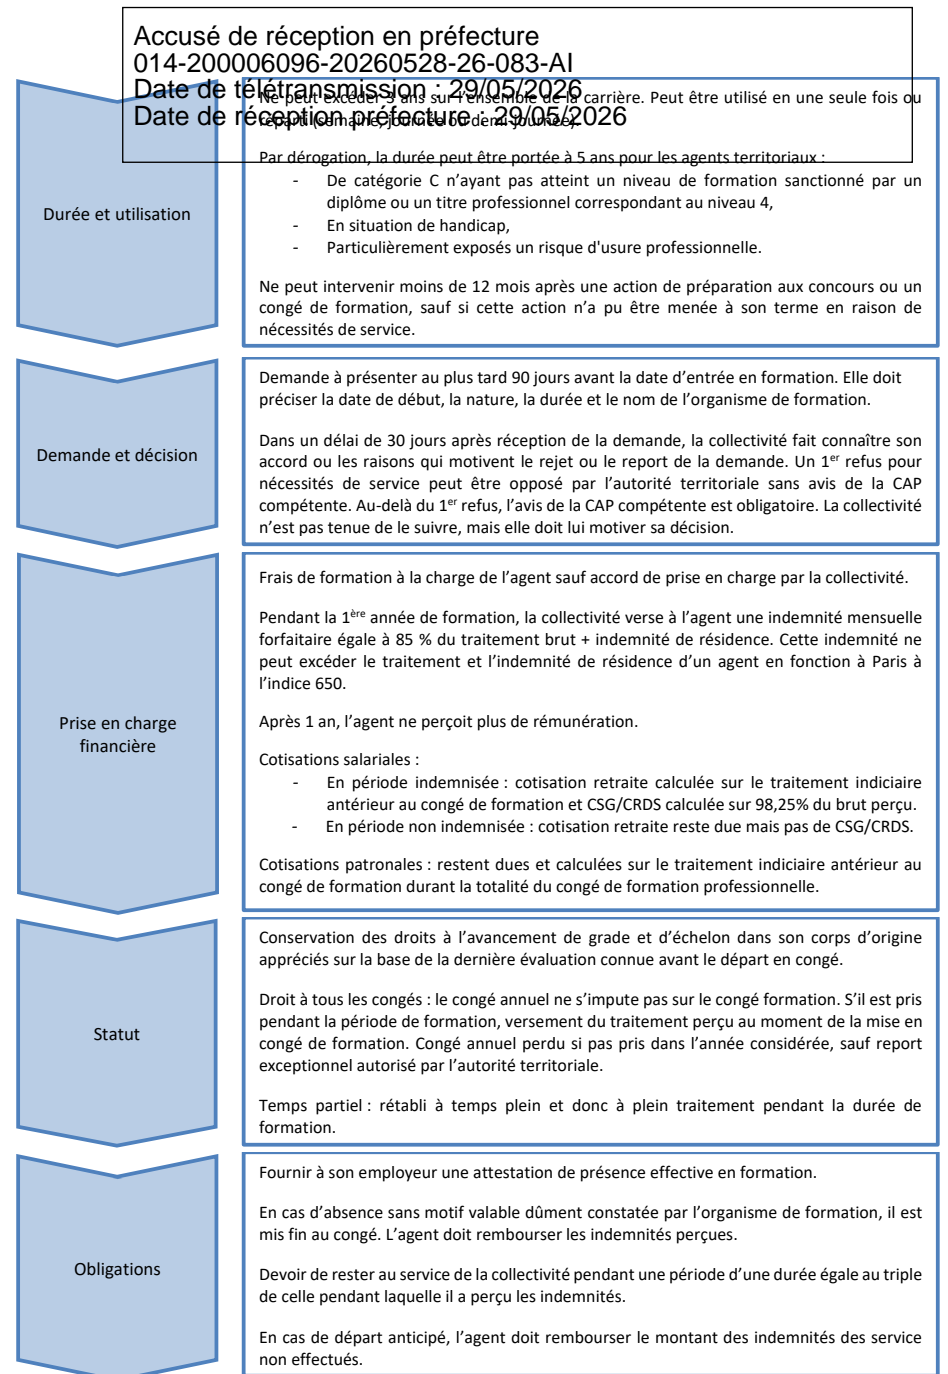 Accusé de réception en préfecture
014-200006096-20260528-26-083-AI
Date de télétransmission : 29/05/2026
Date de réception préfecture : 29/05/2026
Ne peut excéder 3 ans sur l'ensemble de la carrière. Peut être utilisé en une seule fois ou
réparti (semaine, journée ou demi-journée).
Par dérogation, la durée peut être portée à 5 ans pour les agents territoriaux :
- De catégorie C n'ayant pas atteint un niveau de formation sanctionné par un
diplôme ou un titre professionnel correspondant au niveau 4,
Durée et utilisation
- En situation de handicap,
- Particulièrement exposés un risque d'usure professionnelle.
Ne peut intervenir moins de 12 mois après une action de préparation aux concours ou un
congé de formation, sauf si cette action n'a pu être menée à son terme en raison de
nécessités de service.
Demande à présenter au plus tard 90 jours avant la date d'entrée en formation. Elle doit
préciser la date de début, la nature, la durée et le nom de l'organisme de formation.
Demande et décision
Dans un délai de 30 jours après réception de la demande, la collectivité fait connaître son
accord ou les raisons qui motivent le rejet ou le report de la demande. Un 1er refus pour
nécessités de service peut être opposé par l'autorité territoriale sans avis de la CAP
compétente. Au-delà du 1er refus, l'avis de la CAP compétente est obligatoire. La collectivité
n'est pas tenue de le suivre, mais elle doit lui motiver sa décision.
Frais de formation à la charge de l'agent sauf accord de prise en charge par la collectivité.
Pendant la 1ère année de formation, la collectivité verse à l'agent une indemnité mensuelle
forfaitaire égale à 85 % du traitement brut + indemnité de résidence. Cette indemnité ne
peut excéder le traitement et l'indemnité de résidence d'un agent en fonction à Paris à
l'indice 650.
Prise en charge
financière
Après 1 an, l'agent ne perçoit plus de rémunération.
Cotisations salariales :
- En période indemnisée : cotisation retraite calculée sur le traitement indiciaire
antérieur au congé de formation et CSG/CRDS calculée sur 98,25% du brut perçu.
- En période non indemnisée : cotisation retraite reste due mais pas de CSG/CRDS.
Cotisations patronales : restent dues et calculées sur le traitement indiciaire antérieur au
congé de formation durant la totalité du congé de formation professionnelle.
Conservation des droits à l'avancement de grade et d'échelon dans son corps d'origine
appréciés sur la base de la dernière évaluation connue avant le départ en congé.
Statut
Droit à tous les congés : le congé annuel ne s'impute pas sur le congé formation. S'il est pris
pendant la période de formation, versement du traitement perçu au moment de la mise en
congé de formation. Congé annuel perdu si pas pris dans l'année considérée, sauf report
exceptionnel autorisé par l'autorité territoriale.
Temps partiel : rétabli à temps plein et donc à plein traitement pendant la durée de
formation.
Fournir à son employeur une attestation de présence effective en formation.
En cas d'absence sans motif valable dûment constatée par l'organisme de formation, il est
mis fin au congé. L'agent doit rembourser les indemnités perçues.
Obligations
Devoir de rester au service de la collectivité pendant une période d'une durée égale au triple
de celle pendant laquelle il a perçu les indemnités.
En cas de départ anticipé, l'agent doit rembourser le montant des indemnités des service
non effectués.